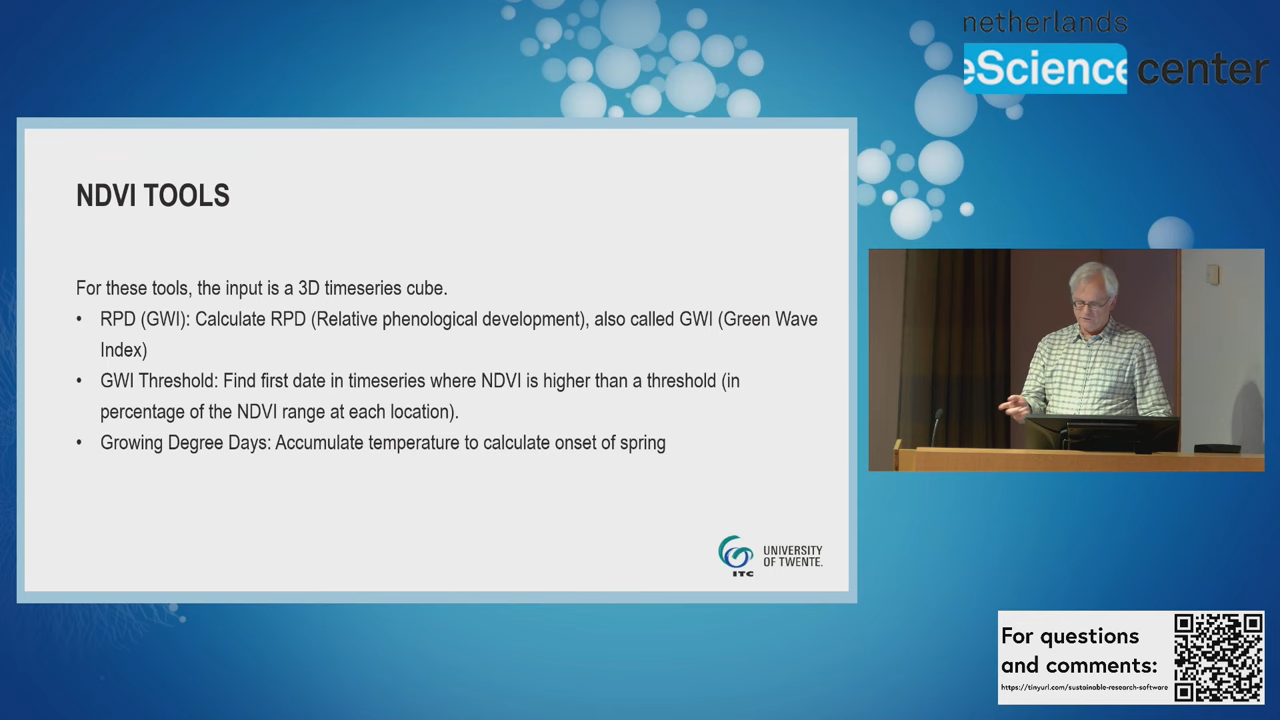 netherlands
eScience center
NDVI TOOLS
For these tools, the input is a 3D timeseries cube.
• RPD (GWI): Calculate RPD (Relative phenological development), also called GWI (Green Wave
Index)
• GWI Threshold: Find first date in timeseries where NDVI is higher than a threshold (in
percentage of the NDVI range at each location).
• Growing Degree Days: Accumulate temperature to calculate onset of spring
UNIVERSITY
OF TWENTE.
ITC
For questions
and comments:
https://tinyurl.com/sustainable-research-software